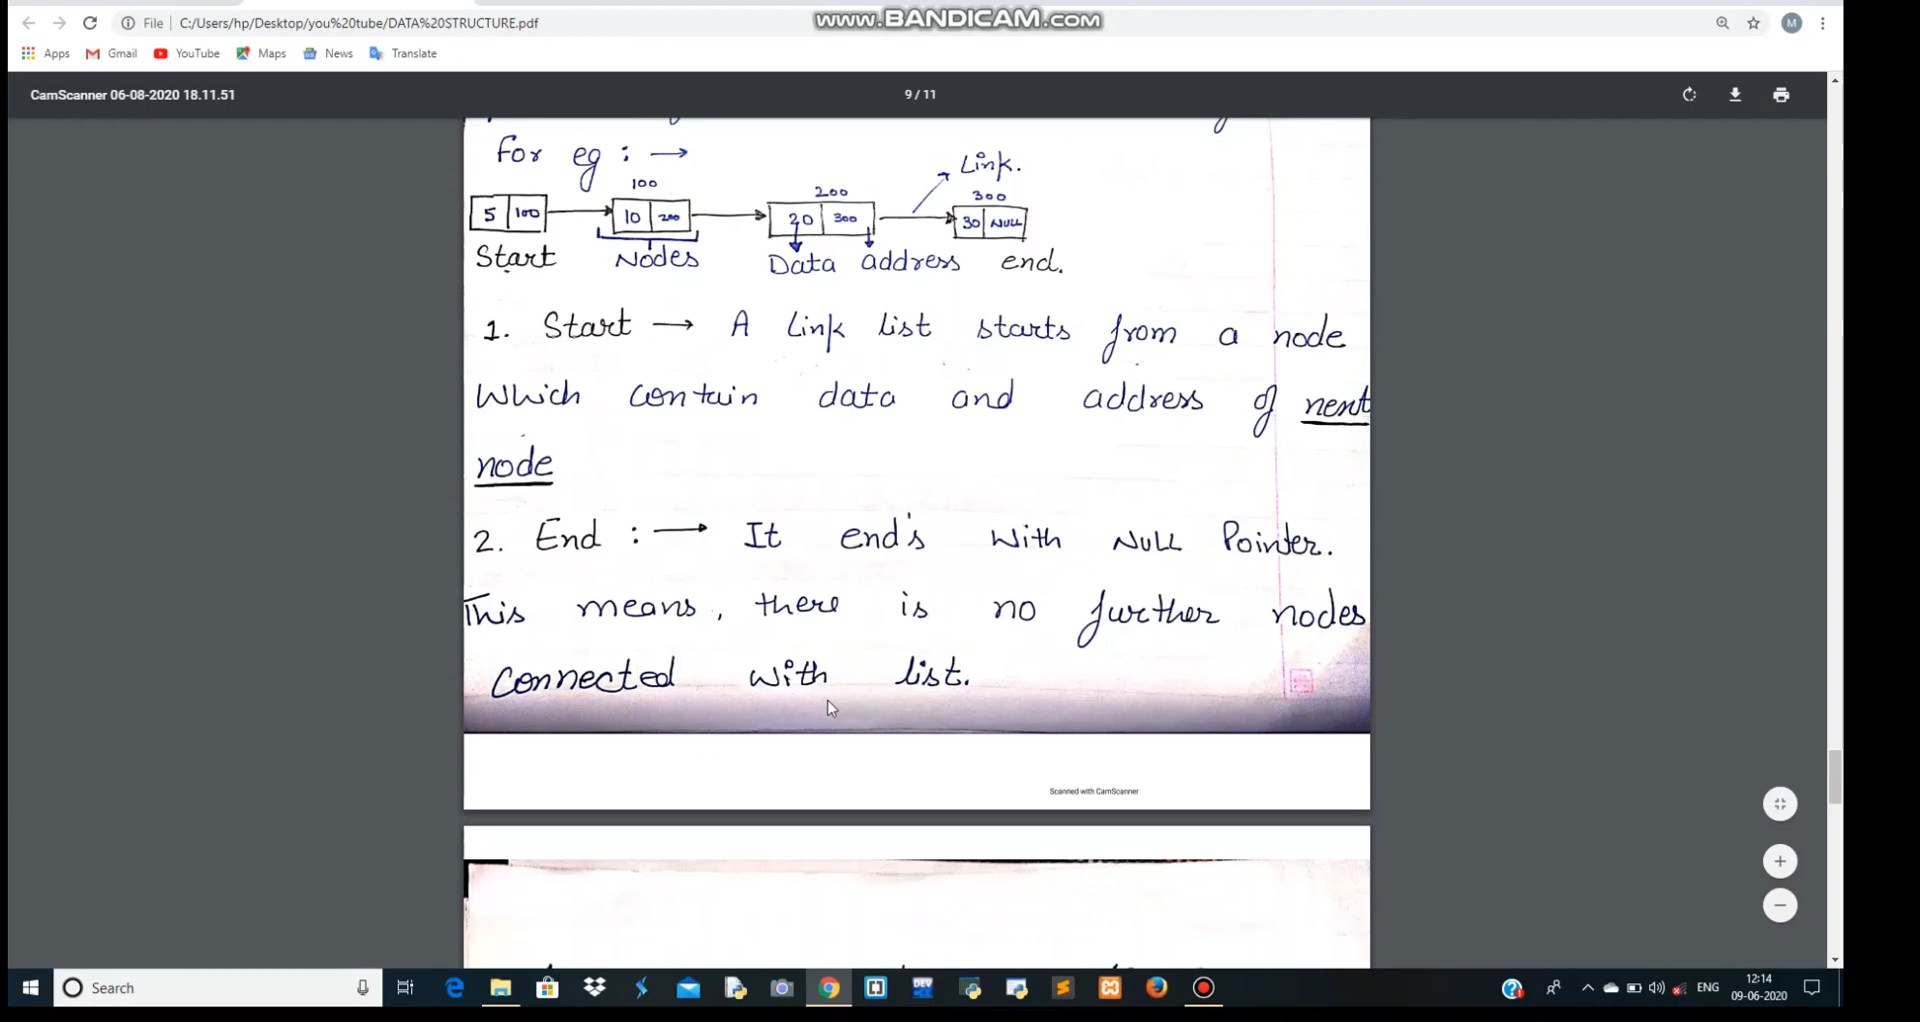 File C:/Users/hp/Desktop/you%20tube/DATA%20STRUCTURE.pdf
www.BANDICAM.com
M
Apps Gmail YouTube Maps News Translate
CamScanner 06-08-2020 18.11.51
9 / 11
For eg : →
Link.
100 200 300
5 100 10 200 20 300 30 NULL
Start Nodes Data address end.
1. Start → A Link list starts from a node
Which contain data and address of next
node
2. End : → It end's with NULL Pointer.
This means, there is no further nodes
connected with list.
Scanned with CamScanner
Search
DEV
ENG
12:14
09-06-2020